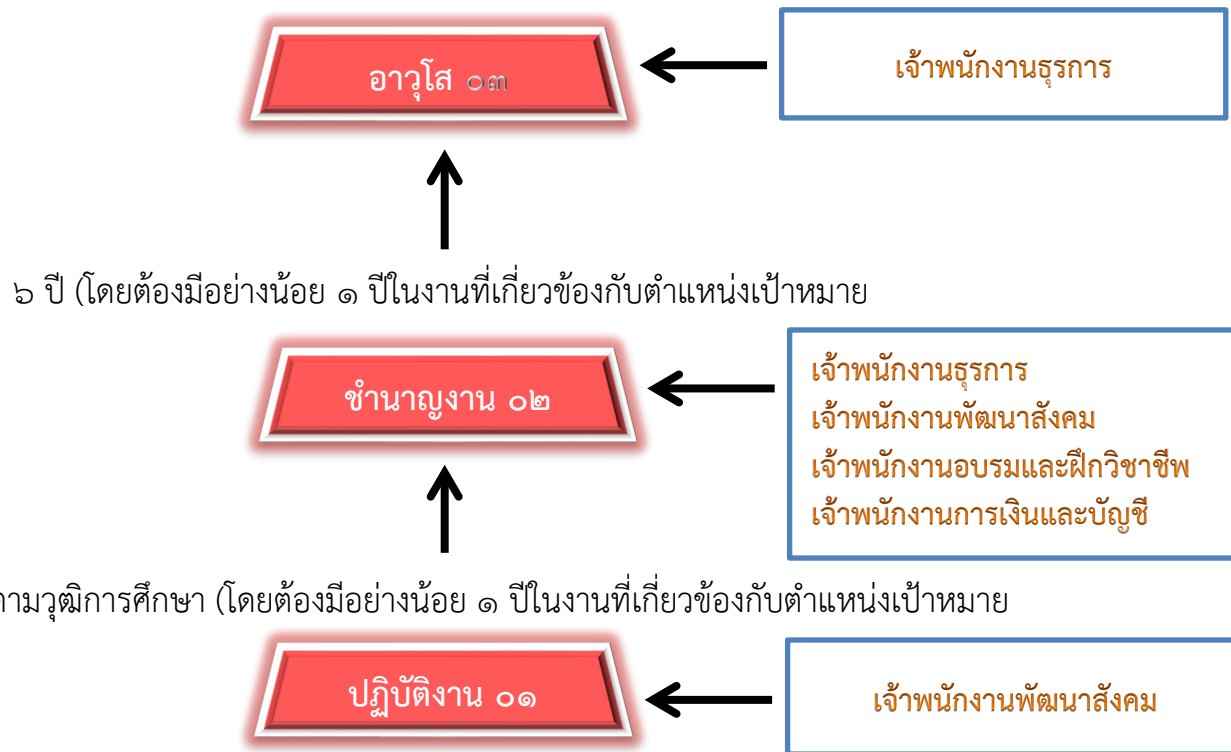 อาวุโส ๐๓
เจ้าพนักงานธุรการ
๖ ปี (โดยต้องมีอย่างน้อย ๑ ปีในงานที่เกี่ยวข้องกับตำแหน่งเป้าหมาย
ชำนาญงาน ๐๒
เจ้าพนักงานธุรการ
เจ้าพนักงานพัฒนาสังคม
เจ้าพนักงานอบรมและฝึกวิชาชีพ
เจ้าพนักงานการเงินและบัญชี
ตามวุฒิการศึกษา (โดยต้องมีอย่างน้อย ๑ ปีในงานที่เกี่ยวข้องกับตำแหน่งเป้าหมาย
ปฏิบัติงาน ๐๑
เจ้าพนักงานพัฒนาสังคม